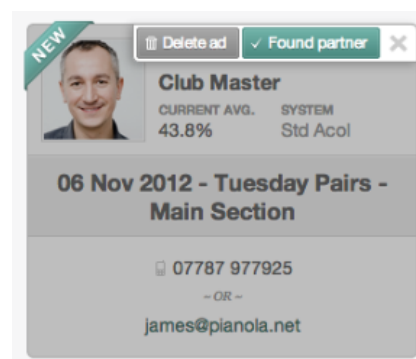 NEW
Delete ad
✓ Found partner
Club Master
CURRENT AVG. SYSTEM
43.8% Std Acol
06 Nov 2012 - Tuesday Pairs -
Main Section
07787 977925
~ OR ~
james@pianola.net